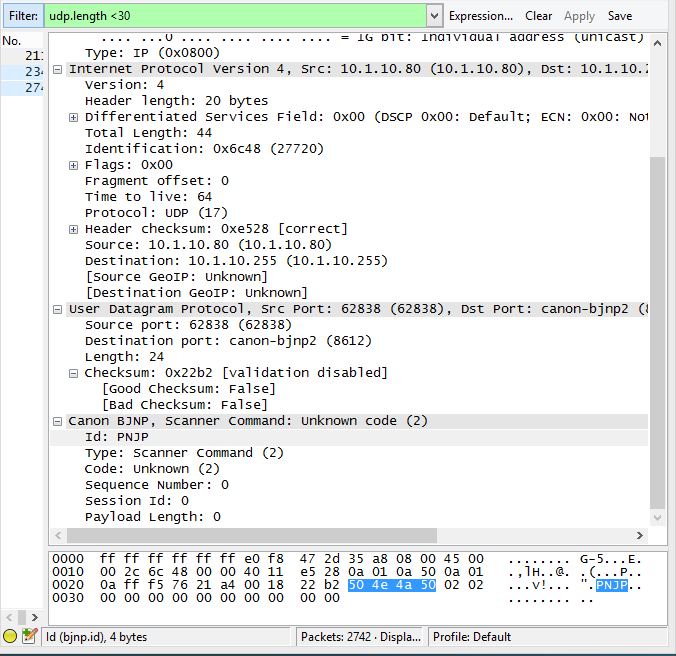 Filter: udp.length <30 Expression... Clear Apply Save
No.
211
234
274
.... ...0 .... .... .... .... = IG bit: Individual address (unicast)
Type: IP (0x0800)
Internet Protocol Version 4, Src: 10.1.10.80 (10.1.10.80), Dst: 10.1.10.2
Version: 4
Header length: 20 bytes
Differentiated Services Field: 0x00 (DSCP 0x00: Default; ECN: 0x00: Not
Total Length: 44
Identification: 0x6c48 (27720)
Flags: 0x00
Fragment offset: 0
Time to live: 64
Protocol: UDP (17)
Header checksum: 0xe528 [correct]
Source: 10.1.10.80 (10.1.10.80)
Destination: 10.1.10.255 (10.1.10.255)
[Source GeoIP: Unknown]
[Destination GeoIP: Unknown]
User Datagram Protocol, Src Port: 62838 (62838), Dst Port: canon-bjnp2 (8
Source port: 62838 (62838)
Destination port: canon-bjnp2 (8612)
Length: 24
Checksum: 0x22b2 [validation disabled]
[Good Checksum: False]
[Bad Checksum: False]
Canon BJNP, Scanner Command: Unknown code (2)
Id: PNJP
Type: Scanner Command (2)
Code: Unknown (2)
Sequence Number: 0
Session Id: 0
Payload Length: 0
0000 ff ff ff ff ff ff e0 f8 47 2d 35 a8 08 00 45 00 ........ G-5...E.
0010 00 2c 6c 48 00 00 40 11 e5 28 0a 01 0a 50 0a 01 .,lH..@. .(...P..
0020 0a ff f5 76 21 a4 00 18 22 b2 50 4e 4a 50 02 02 ...v!... ".PNJP..
0030 00 00 00 00 00 00 00 00 00 00 ........ ..
Id (bjnp.id), 4 bytes Packets: 2742 · Displa... Profile: Default